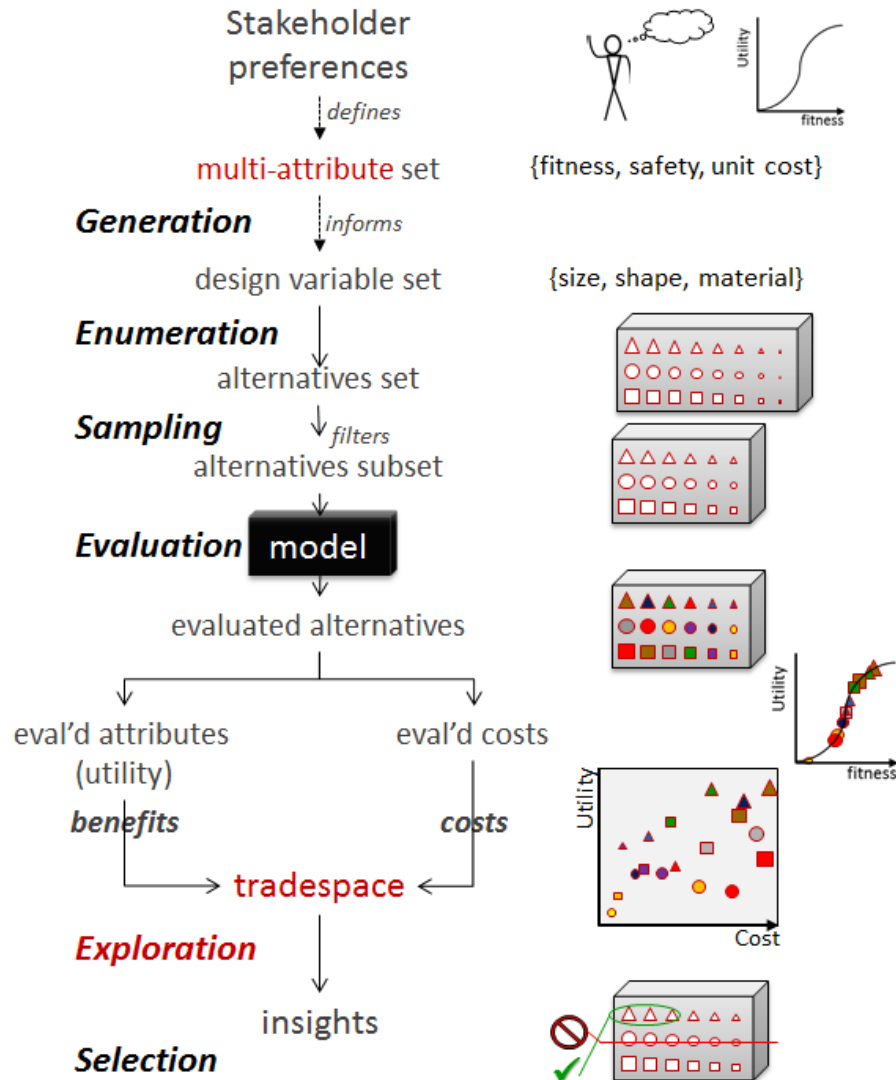 Stakeholder
preferences
defines
multi-attribute set
Generation
informs
design variable set
Enumeration
alternatives set
Sampling
filters
alternatives subset
Evaluation
model
evaluated alternatives
eval'd attributes
(utility)
benefits
eval'd costs
costs
tradespace
Exploration
insights
Selection
Utility
fitness
{fitness, safety, unit cost}
{size, shape, material}
Utility
fitness
Utility
Cost